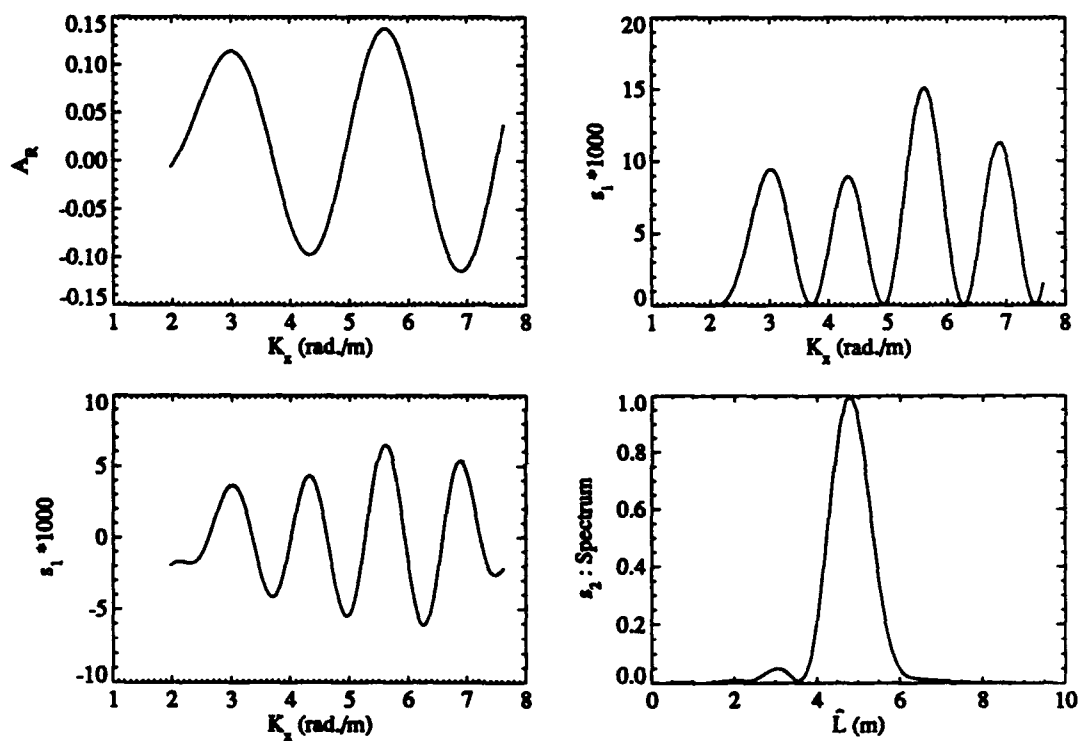 0.15
0.10
0.05
0.00
-0.05
-0.10
-0.15
A_R
1 2 3 4 5 6 7 8
K_x (rad./m)
20
15
10
5
0
s_1 *1000
1 2 3 4 5 6 7 8
K_x (rad./m)
10
5
0
-5
-10
s_1 *1000
1 2 3 4 5 6 7 8
K_x (rad./m)
1.0
0.8
0.6
0.4
0.2
0.0
s_2 : Spectrum
0 2 4 6 8 10
L̂ (m)